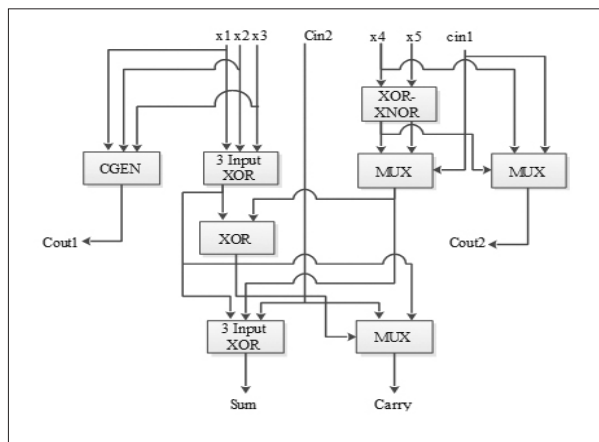 x1 x2 x3 Cin2 x4 x5 cin1
XOR-
XNOR
CGEN
3 Input
XOR
MUX
MUX
XOR
Cout1
Cout2
3 Input
XOR
MUX
Sum
Carry